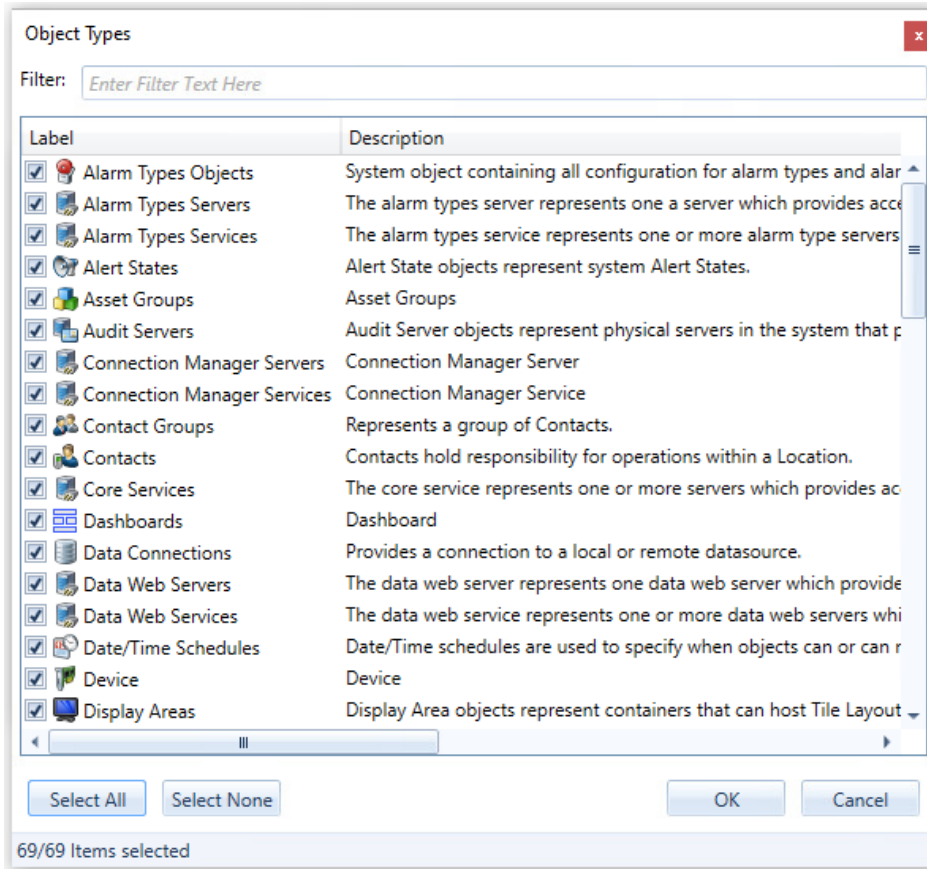 Object Types
x
Filter: Enter Filter Text Here
Label Description
Alarm Types Objects System object containing all configuration for alarm types and alar
Alarm Types Servers The alarm types server represents one a server which provides acce
Alarm Types Services The alarm types service represents one or more alarm type servers
Alert States Alert State objects represent system Alert States.
Asset Groups Asset Groups
Audit Servers Audit Server objects represent physical servers in the system that p
Connection Manager Servers Connection Manager Server
Connection Manager Services Connection Manager Service
Contact Groups Represents a group of Contacts.
Contacts Contacts hold responsibility for operations within a Location.
Core Services The core service represents one or more servers which provides ac
Dashboards Dashboard
Data Connections Provides a connection to a local or remote datasource.
Data Web Servers The data web server represents one data web server which provide
Data Web Services The data web service represents one or more data web servers whi
Date/Time Schedules Date/Time schedules are used to specify when objects can or can r
Device Device
Display Areas Display Area objects represent containers that can host Tile Layout
Select All Select None OK Cancel
69/69 Items selected